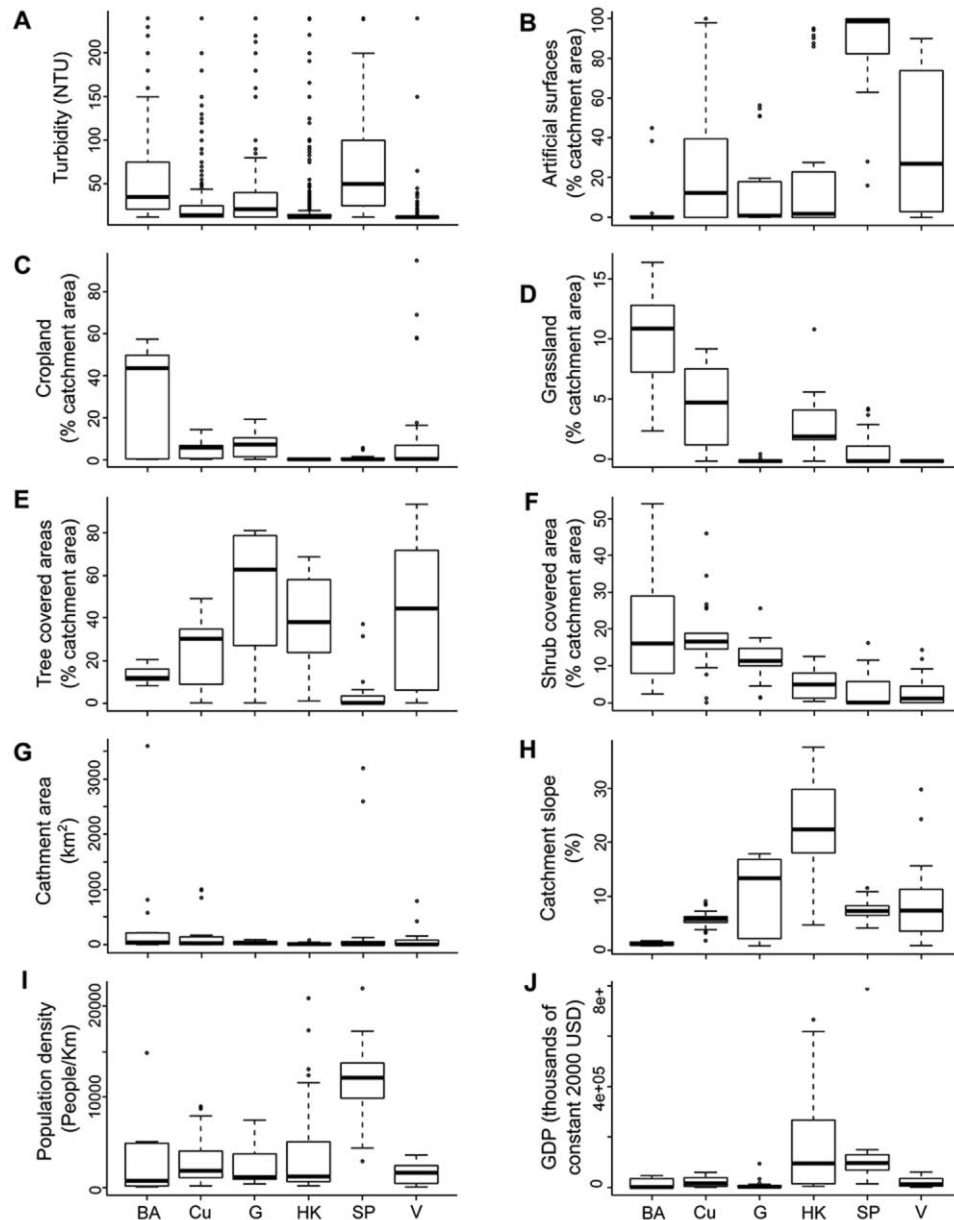 A
Turbidity (NTU)
50
100
150
200
B
Artificial surfaces
(% catchment area)
0
20
40
60
80
100
C
Cropland
(% catchment area)
0
20
40
60
80
D
Grassland
(% catchment area)
0
5
10
15
E
Tree covered areas
(% catchment area)
0
20
40
60
80
F
Shrub covered area
(% catchment area)
0
10
20
30
40
50
G
Cathment area
(km²)
0
1000
2000
3000
H
Catchment slope
(%)
0
10
20
30
I
Population density
(People/Km)
0
10000
20000
J
GDP (thousands of
constant 2000 USD)
0
4e+05
8e+
BA Cu G HK SP V
BA Cu G HK SP V